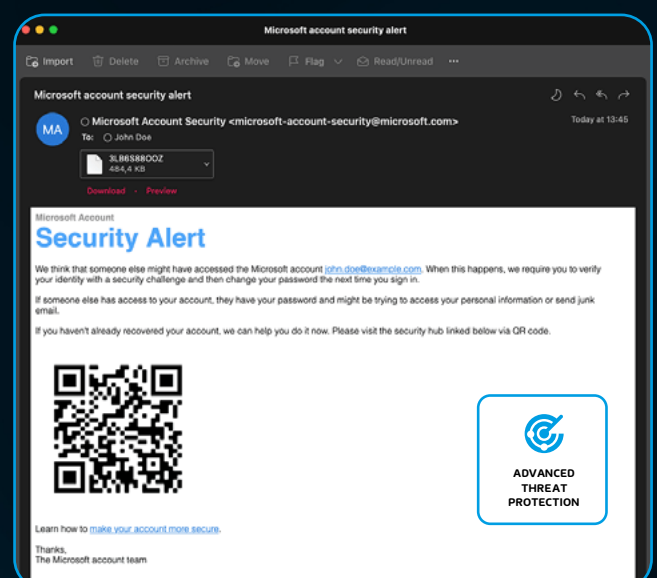 Microsoft account security alert
Import Delete Archive Move Flag Read/Unread ...
Microsoft account security alert
MA
Microsoft Account Security <microsoft-account-security@microsoft.com>
Today at 13:45
To: John Doe
3LB6S88OOZ
484,4 KB
Download - Preview
Microsoft Account
Security Alert
We think that someone else might have accessed the Microsoft account john.doe@example.com. When this happens, we require you to verify
your identity with a security challenge and then change your password the next time you sign in.
If someone else has access to your account, they have your password and might be trying to access your personal information or send junk
email.
If you haven't already recovered your account, we can help you do it now. Please visit the security hub linked below via QR code.
ADVANCED
THREAT
PROTECTION
Learn how to make your account more secure.
Thanks,
The Microsoft account team